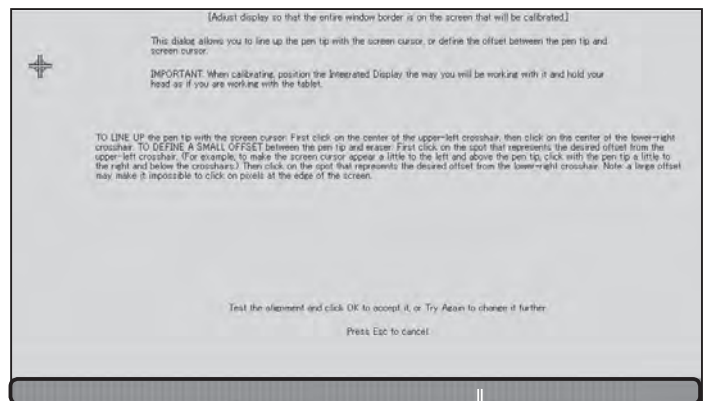 [Adjust display so that the entire window border is on the screen that will be calibrated.]
This dialog allows you to line up the pen tip with the screen cursor, or define the offset between the pen tip and
screen cursor.
IMPORTANT: When calibrating, position the Integrated Display the way you will be working with it and hold your
head as if you are working with the tablet.
TO LINE UP the pen tip with the screen cursor: First click on the center of the upper-left crosshair, then click on the center of the lower-right
crosshair. TO DEFINE A SMALL OFFSET between the pen tip and eraser: First click on the spot that represents the desired offset from the
upper-left crosshair. (For example, to make the screen cursor appear a little to the left and above the pen tip, click with the pen tip a little to
the right and below the crosshairs.) Then click on the spot that represents the desired offset from the lower-right crosshair. Note: a large offset
may make it impossible to click on pixels at the edge of the screen.
Test the alignment and click OK to accept it, or Try Again to change it further.
Press Esc to cancel.